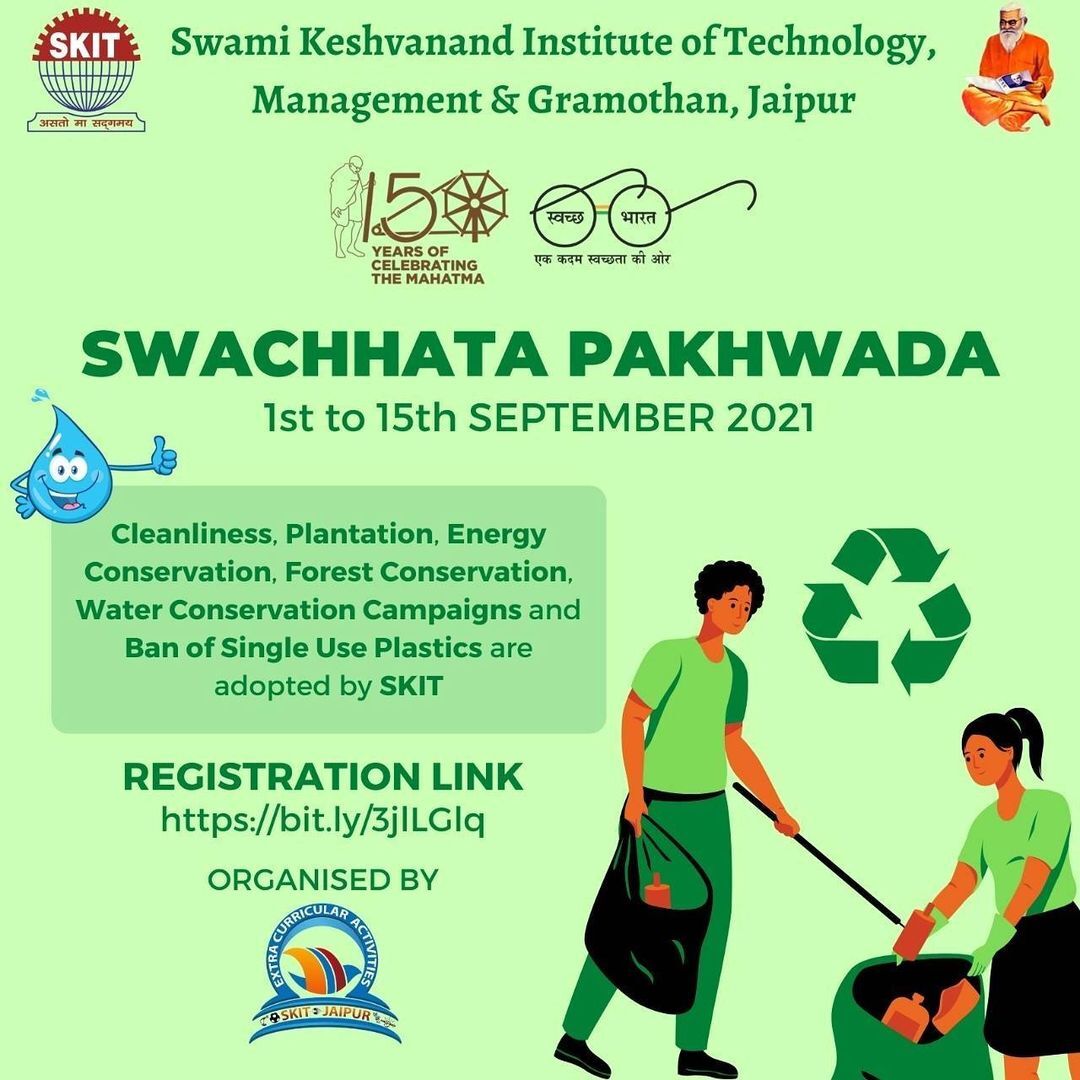 SKIT
असतो मा सद्गमय
Swami Keshvanand Institute of Technology,
Management & Gramothan, Jaipur
150
YEARS OF
CELEBRATING
THE MAHATMA
स्वच्छ भारत
एक कदम स्वच्छता की ओर
SWACHHATA PAKHWADA
1st to 15th SEPTEMBER 2021
Cleanliness, Plantation, Energy
Conservation, Forest Conservation,
Water Conservation Campaigns and
Ban of Single Use Plastics are
adopted by SKIT
REGISTRATION LINK
https://bit.ly/3jlLGlq
ORGANISED BY
EXTRA CURRICULAR ACTIVITIES
SKIT JAIPUR